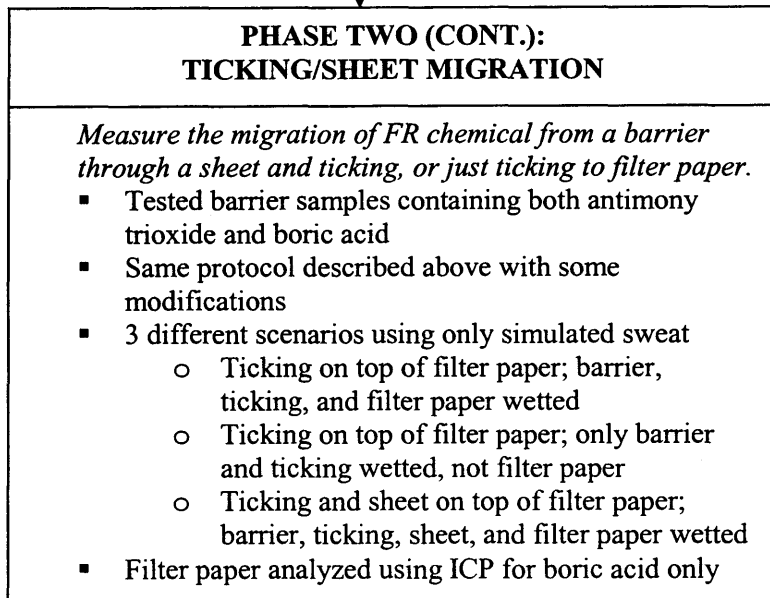 PHASE TWO (CONT.):
TICKING/SHEET MIGRATION
Measure the migration of FR chemical from a barrier
through a sheet and ticking, or just ticking to filter paper.
▪ Tested barrier samples containing both antimony
trioxide and boric acid
▪ Same protocol described above with some
modifications
▪ 3 different scenarios using only simulated sweat
o Ticking on top of filter paper; barrier,
ticking, and filter paper wetted
o Ticking on top of filter paper; only barrier
and ticking wetted, not filter paper
o Ticking and sheet on top of filter paper;
barrier, ticking, sheet, and filter paper wetted
▪ Filter paper analyzed using ICP for boric acid only